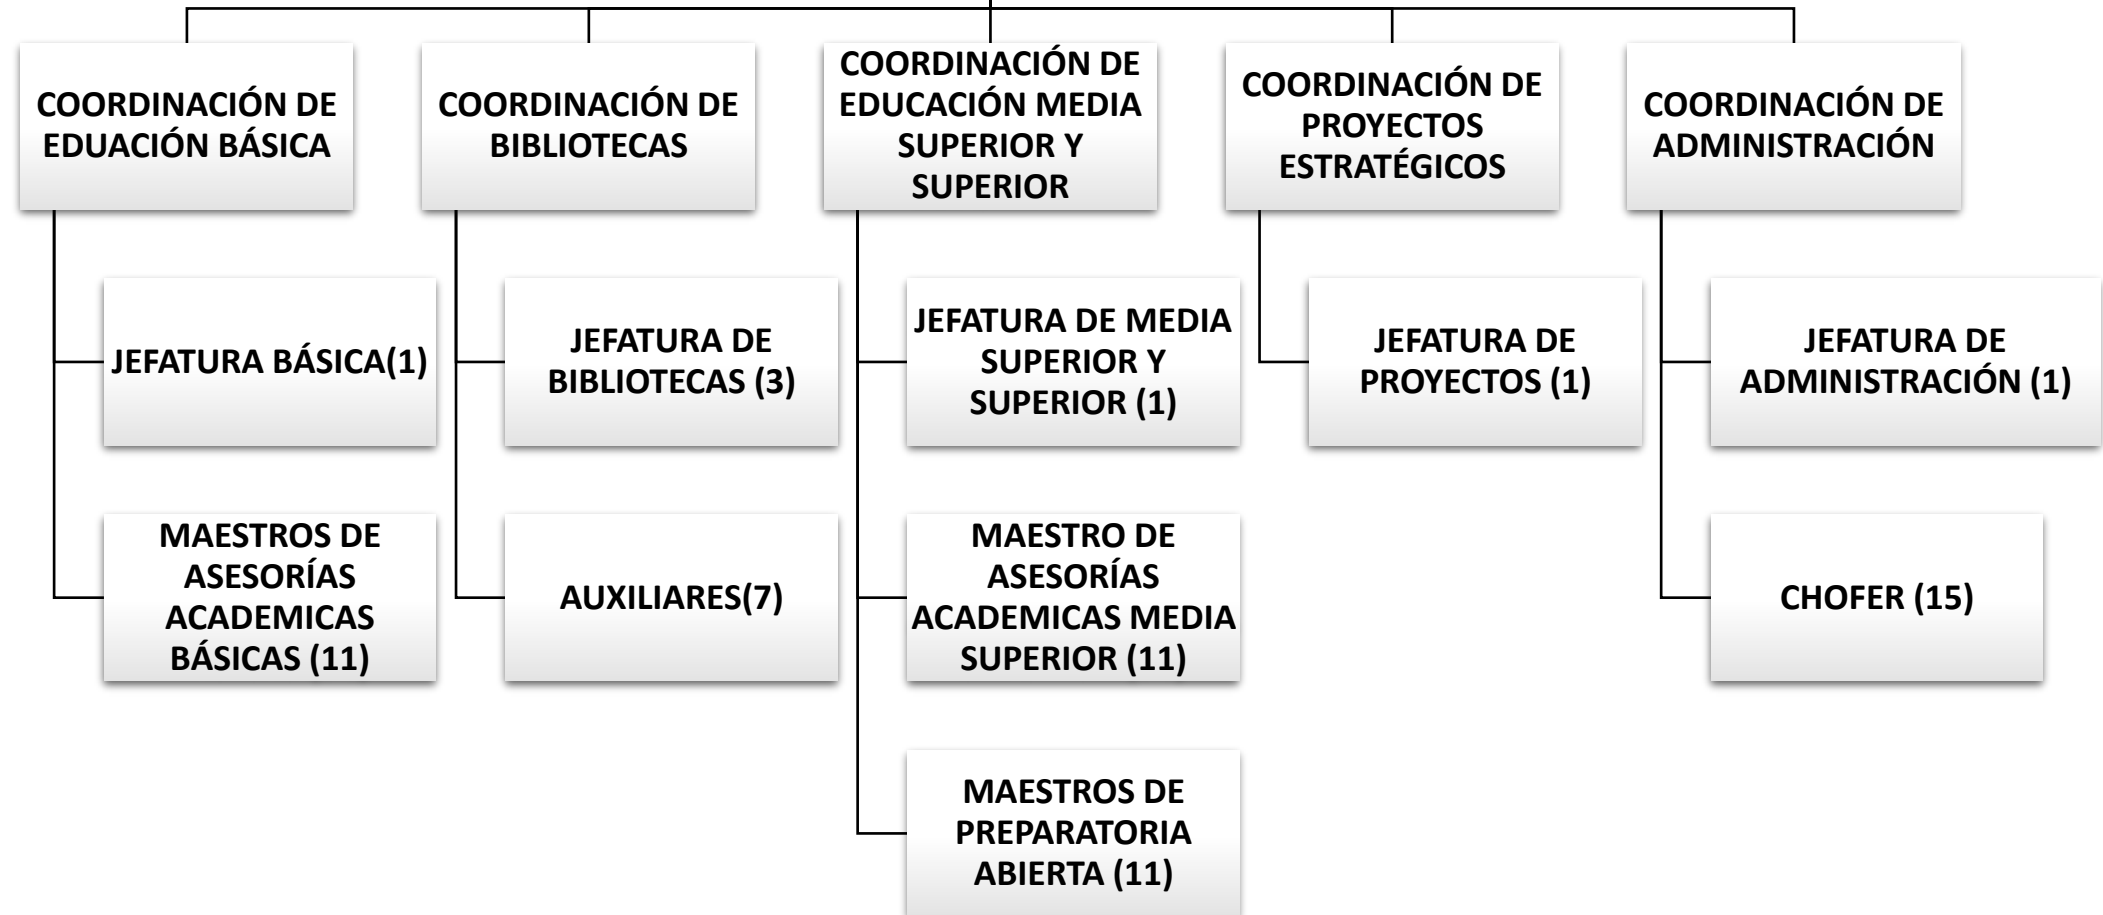 COORDINACIÓN DE
EDUACIÓN BÁSICA
COORDINACIÓN DE
BIBLIOTECAS
COORDINACIÓN DE
EDUCACIÓN MEDIA
SUPERIOR Y
SUPERIOR
COORDINACIÓN DE
PROYECTOS
ESTRATÉGICOS
COORDINACIÓN DE
ADMINISTRACIÓN
JEFATURA BÁSICA(1)
JEFATURA DE
BIBLIOTECAS (3)
JEFATURA DE MEDIA
SUPERIOR Y
SUPERIOR (1)
JEFATURA DE
PROYECTOS (1)
JEFATURA DE
ADMINISTRACIÓN (1)
MAESTROS DE
ASESORÍAS
ACADEMICAS
BÁSICAS (11)
AUXILIARES(7)
MAESTRO DE
ASESORÍAS
ACADEMICAS MEDIA
SUPERIOR (11)
CHOFER (15)
MAESTROS DE
PREPARATORIA
ABIERTA (11)